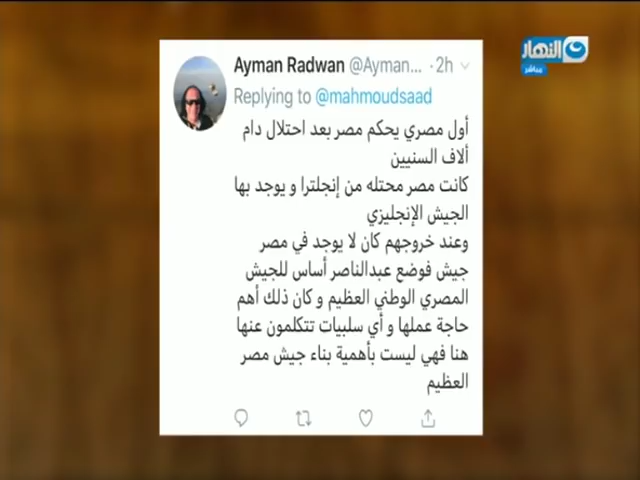 Ayman Radwan @Ayman... · 2h
Replying to @mahmoudsaad
أول مصري يحكم مصر بعد احتلال دام
ألاف السنيين
كانت مصر محتله من إنجلترا و يوجد بها
الجيش الإنجليزي
وعند خروجهم كان لا يوجد في مصر
جيش فوضع عبدالناصر أساس للجيش
المصري الوطني العظيم و كان ذلك أهم
حاجة عملها و أي سلبيات تتكلمون عنها
هنا فهي ليست بأهمية بناء جيش مصر
العظيم
النهار
مباشر